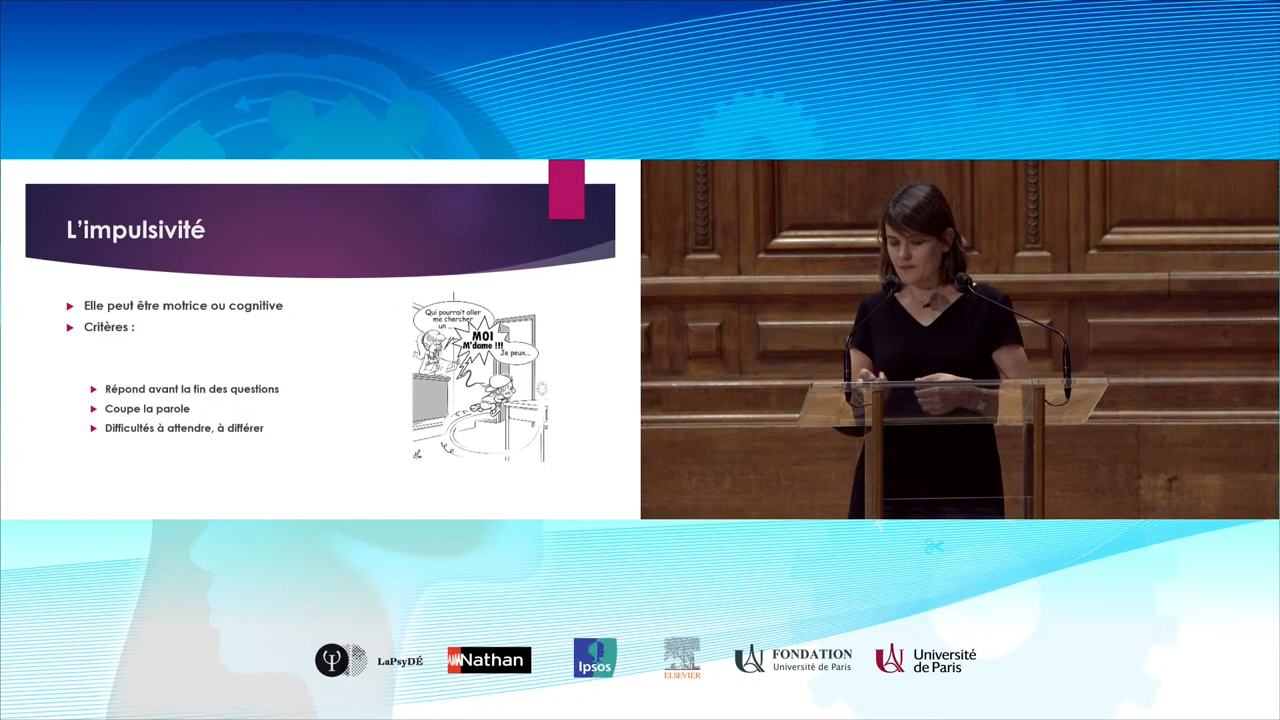 L'impulsivité
Elle peut être motrice ou cognitive
Critères :
Répond avant la fin des questions
Coupe la parole
Difficultés à attendre, à différer
Qui pourrait aller
me chercher
un ...
MOI
M'dame !!!
Je peux...
LaPsyDÉ
Nathan
Ipsos
ELSEVIER
FONDATION
Université de Paris
Université
de Paris